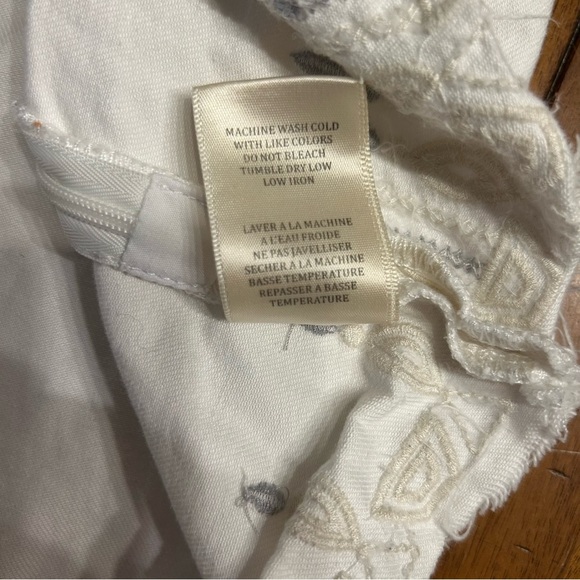 MACHINE WASH COLD
WITH LIKE COLORS
DO NOT BLEACH
TUMBLE DRY LOW
LOW IRON
LAVER A LA MACHINE
A L'EAU FROIDE
NE PAS JAVELLISER
SECHER A LA MACHINE
BASSE TEMPERATURE
REPASSER A BASSE
TEMPERATURE